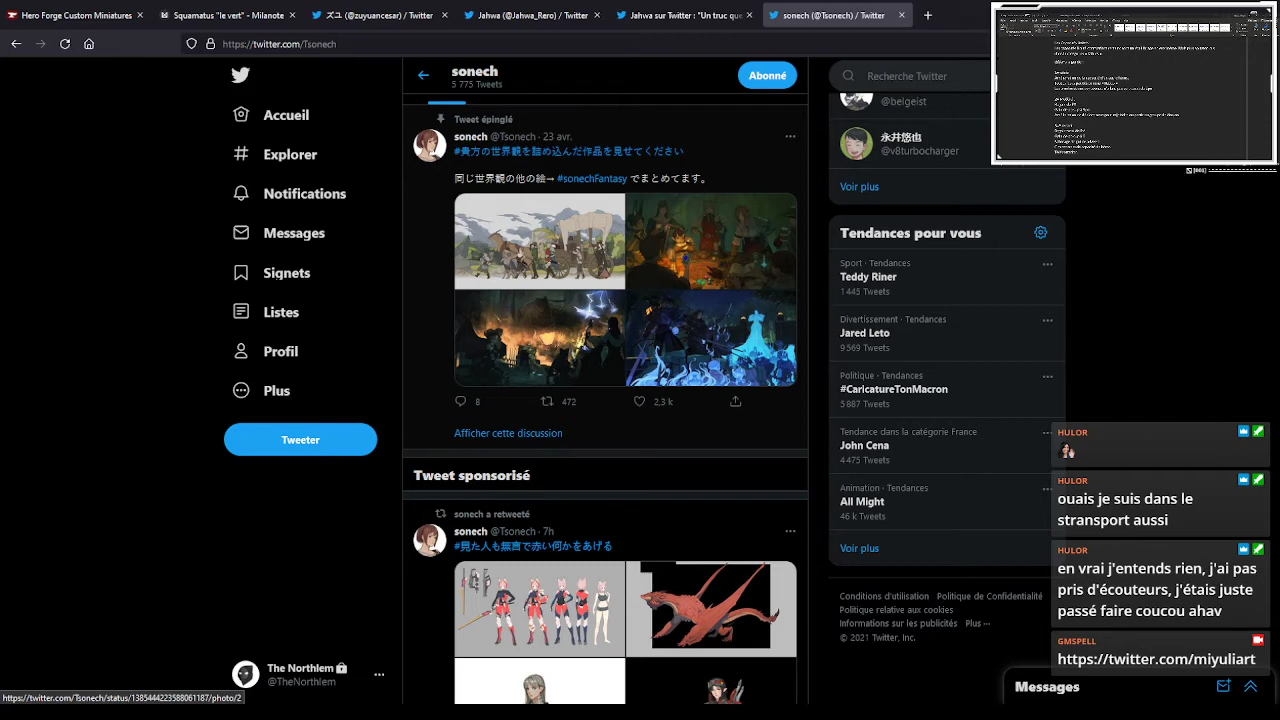 Hero Forge Custom Miniatures
Squamatus "le vert" - Milanote
ズユ (@zuyuancesar) / Twitter
Jahwa (@Jahwa_Rero) / Twitter
Jahwa sur Twitter : "Un truc que
sonech (@Tsonech) / Twitter
https://twitter.com/Tsonech
Accueil
Explorer
Notifications
Messages
Signets
Listes
Profil
Plus
Tweeter
The Northlem
@TheNorthlem
https://twitter.com/Tsonech/status/1385444223588061187/photo/2
sonech
5 775 Tweets
Abonné
Tweet épinglé
sonech @Tsonech · 23 avr.
#貴方の世界観を詰め込んだ作品を見せてください
同じ世界観の他の絵→ #sonechFantasy でまとめてます。
8
472
2,3 k
Afficher cette discussion
Tweet sponsorisé
sonech a retweeté
sonech @Tsonech · 7h
#見た人も無言で赤い何かをあげる
Recherche Twitter
@belgeist
永井悠也
@v8turbocharger
Voir plus
Tendances pour vous
Sport · Tendances
Teddy Riner
1 445 Tweets
Divertissement · Tendances
Jared Leto
9 569 Tweets
Politique · Tendances
#CaricatureTonMacron
5 887 Tweets
Tendance dans la catégorie France
John Cena
4 475 Tweets
Animation · Tendances
All Might
46 k Tweets
Voir plus
Conditions d'utilisation Politique de Confidentialité
Politique relative aux cookies
Informations sur les publicités Plus ···
© 2021 Twitter, Inc.
HULOR
HULOR
ouais je suis dans le
stransport aussi
HULOR
en vrai j'entends rien, j'ai pas
pris d'écouteurs, j'étais juste
passé faire coucou ahav
GMSPELL
https://twitter.com/miyuliart
Messages